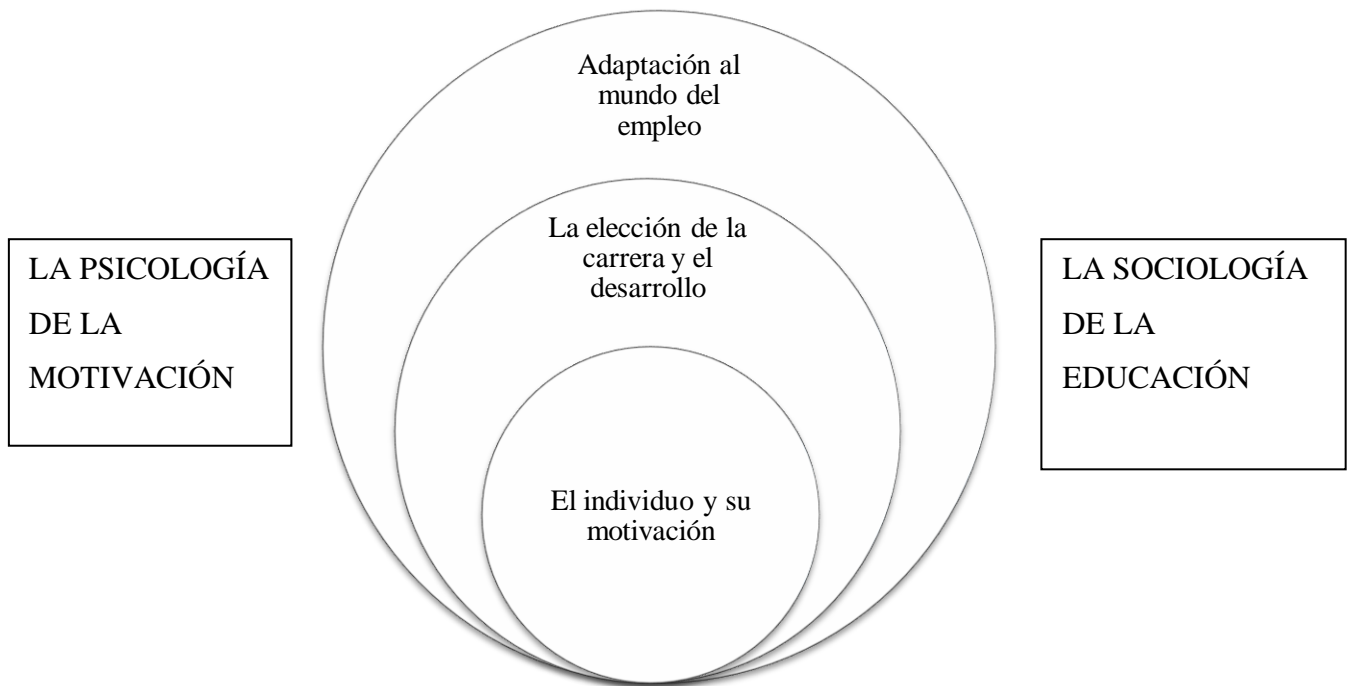 Adaptación al
mundo del
empleo
La elección de la
carrera y el
desarrollo
LA PSICOLOGÍA
DE LA
MOTIVACIÓN
LA SOCIOLOGÍA
DE LA
EDUCACIÓN
El individuo y su
motivación